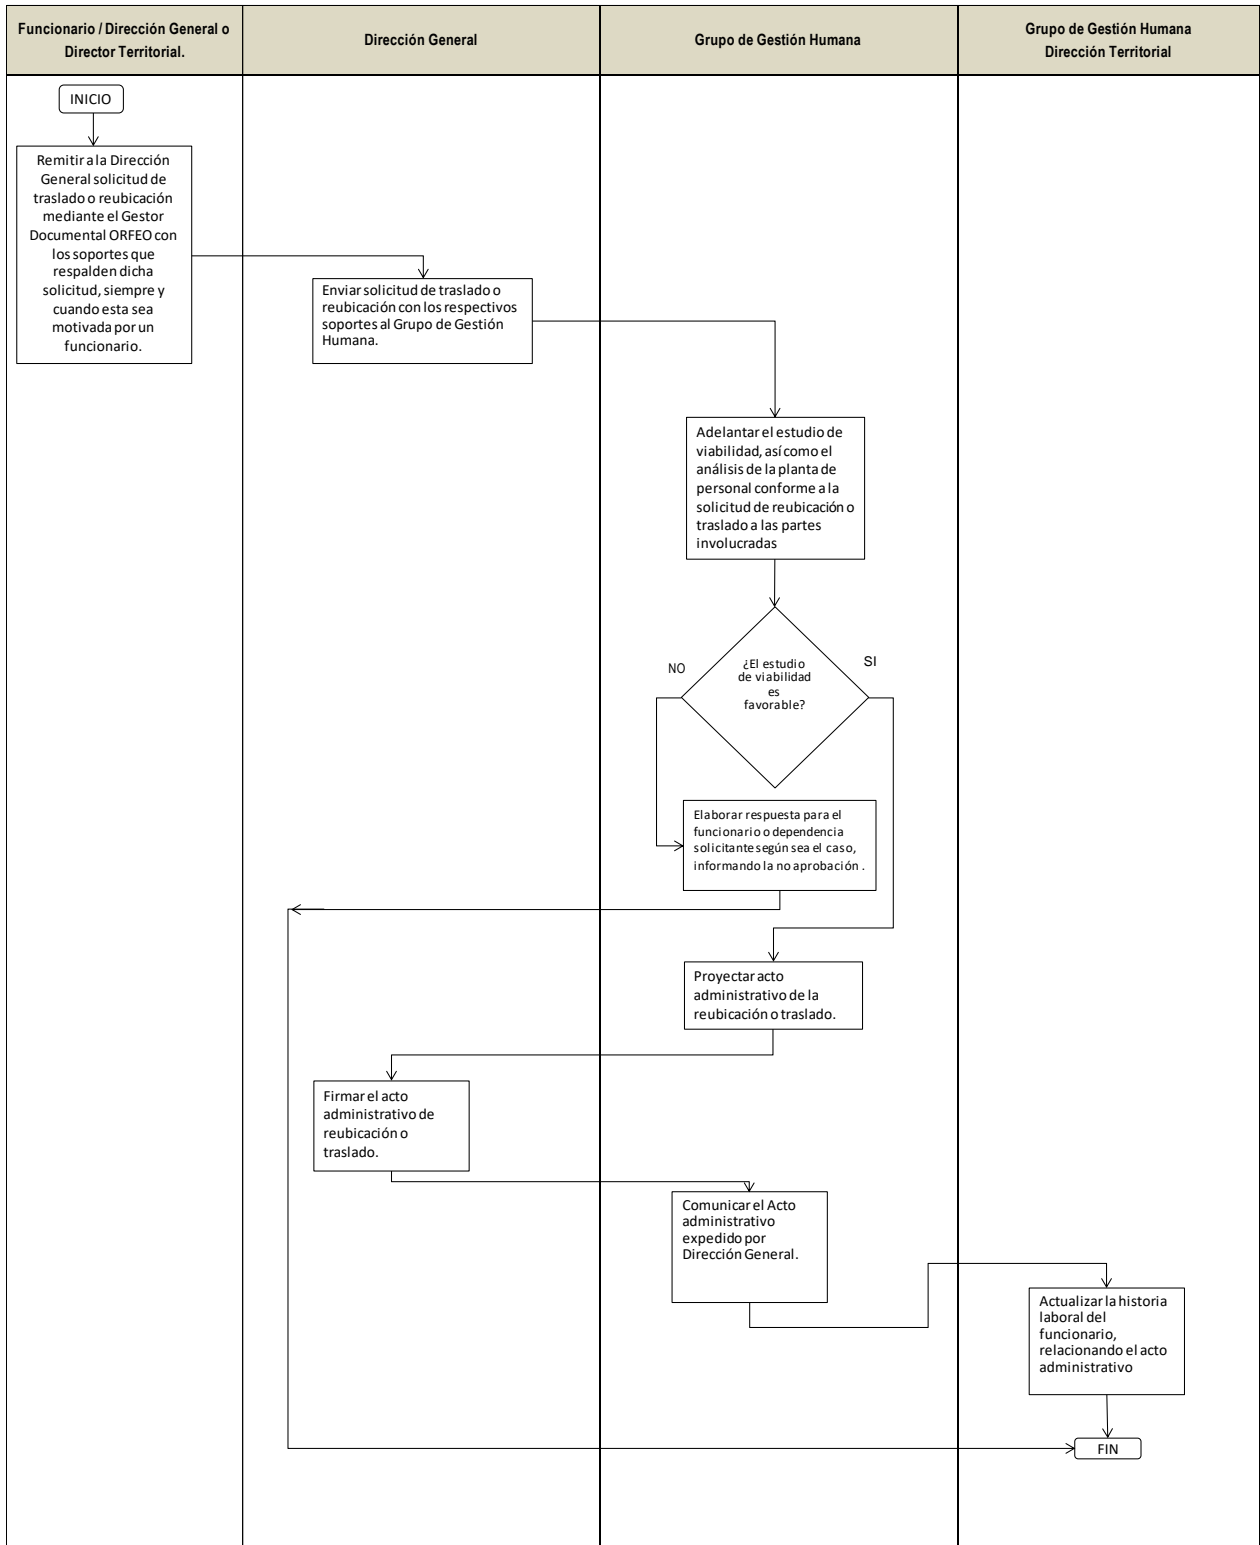 Funcionario / Dirección General o
Director Territorial.
Dirección General
Grupo de Gestión Humana
Grupo de Gestión Humana
Dirección Territorial
INICIO
Remitir a la Dirección
General solicitud de
traslado o reubicación
mediante el Gestor
Documental ORFEO con
los soportes que
respalden dicha
solicitud, siempre y
cuando esta sea
motivada por un
funcionario.
Enviar solicitud de traslado o
reubicación con los respectivos
soportes al Grupo de Gestión
Humana.
Adelantar el estudio de
viabilidad, así como el
análisis de la planta de
personal conforme a la
solicitud de reubicación o
traslado a las partes
involucradas
NO
¿El estudio
de viabilidad
es
favorable?
SI
Elaborar respuesta para el
funcionario o dependencia
solicitante según sea el caso,
informando la no aprobación .
Proyectar acto
administrativo de la
reubicación o traslado.
Firmar el acto
administrativo de
reubicación o
traslado.
Comunicar el Acto
administrativo
expedido por
Dirección General.
Actualizar la historia
laboral del
funcionario,
relacionando el acto
administrativo
FIN